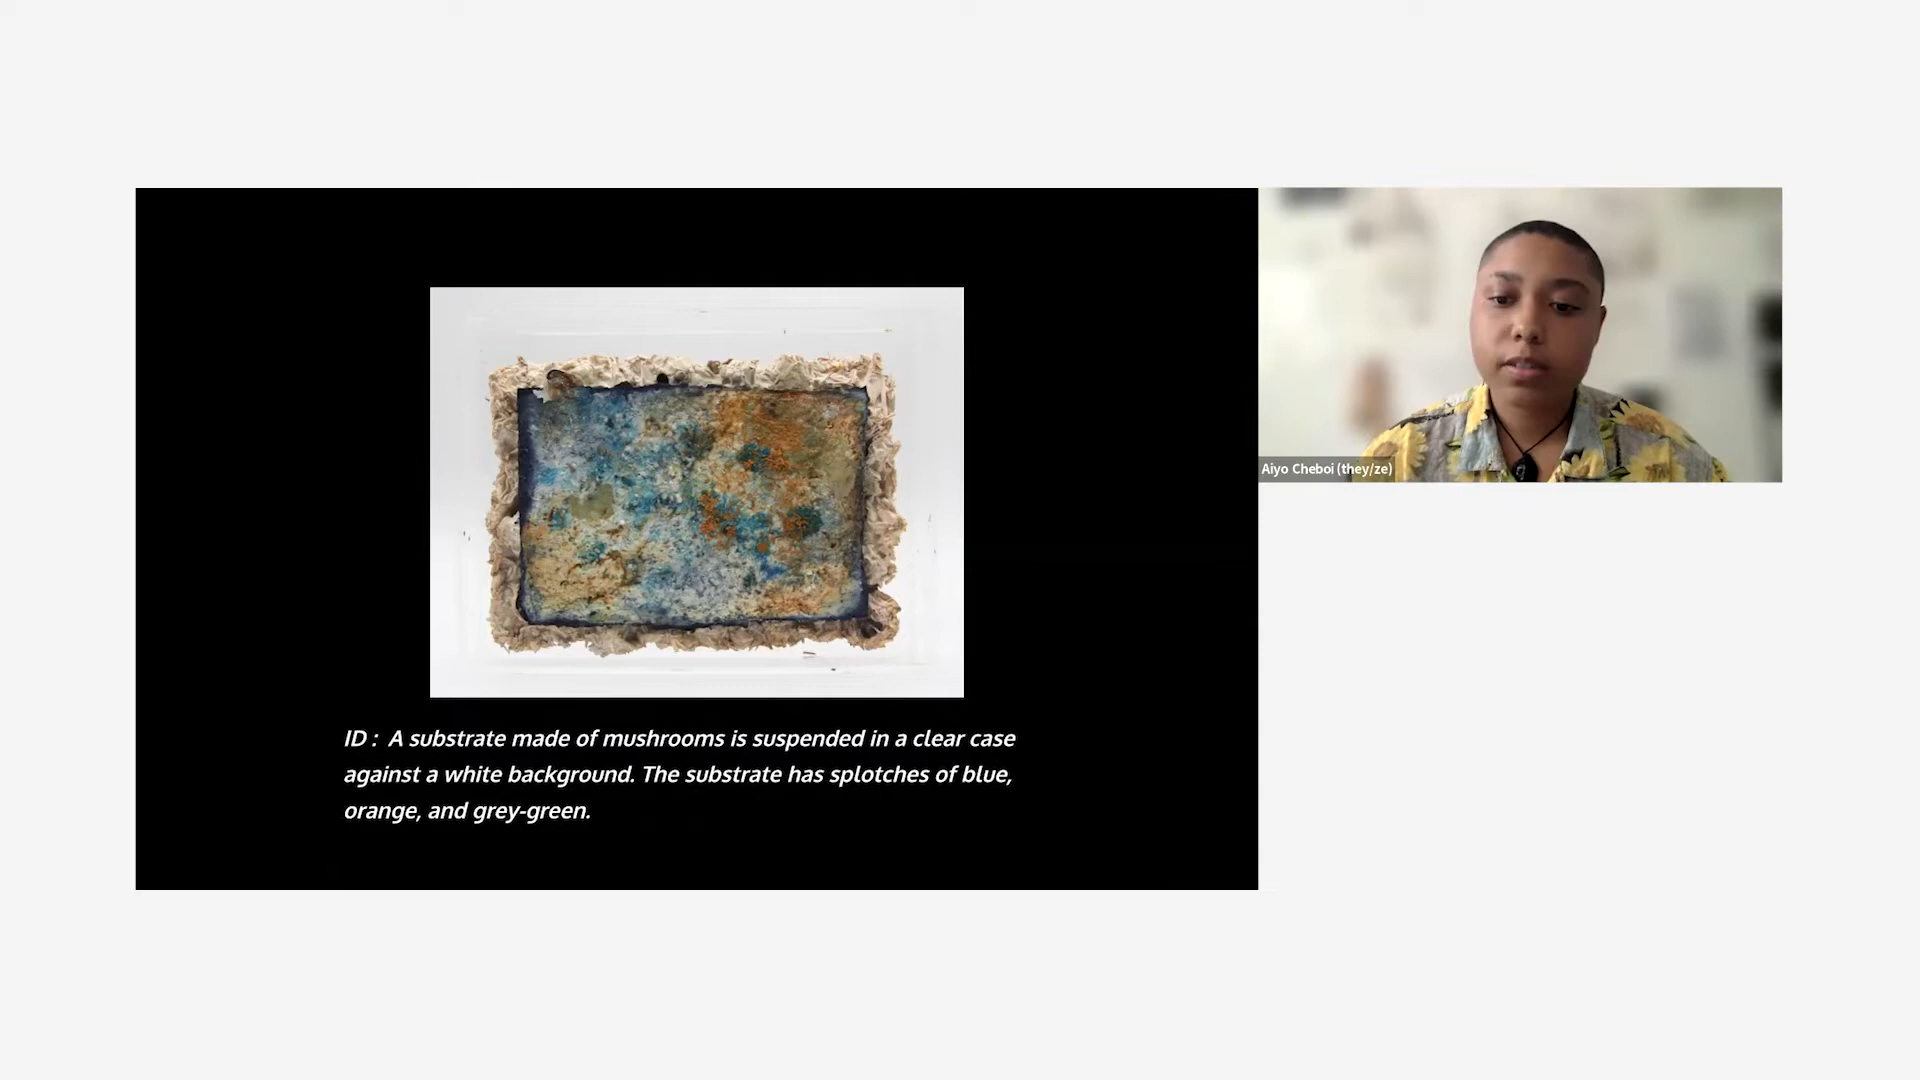 ID : A substrate made of mushrooms is suspended in a clear case
against a white background. The substrate has splotches of blue,
orange, and grey-green.
Aiyo Cheboi (they/ze)